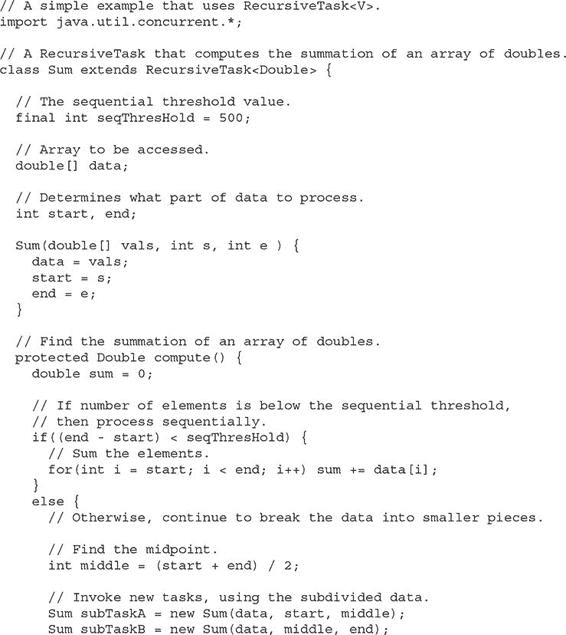 // A simple example that uses RecursiveTask<V>.
import java.util.concurrent.*;

// A RecursiveTask that computes the summation of an array of doubles.
class Sum extends RecursiveTask<Double> {

  // The sequential threshold value.
  final int seqThresHold = 500;

  // Array to be accessed.
  double[] data;

  // Determines what part of data to process.
  int start, end;

  Sum(double[] vals, int s, int e ) {
    data = vals;
    start = s;
    end = e;
  }

  // Find the summation of an array of doubles.
  protected Double compute() {
    double sum = 0;

    // If number of elements is below the sequential threshold,
    // then process sequentially.
    if((end - start) < seqThresHold) {
      // Sum the elements.
      for(int i = start; i < end; i++) sum += data[i];
    }
    else {
      // Otherwise, continue to break the data into smaller pieces.

      // Find the midpoint.
      int middle = (start + end) / 2;

      // Invoke new tasks, using the subdivided data.
      Sum subTaskA = new Sum(data, start, middle);
      Sum subTaskB = new Sum(data, middle, end);